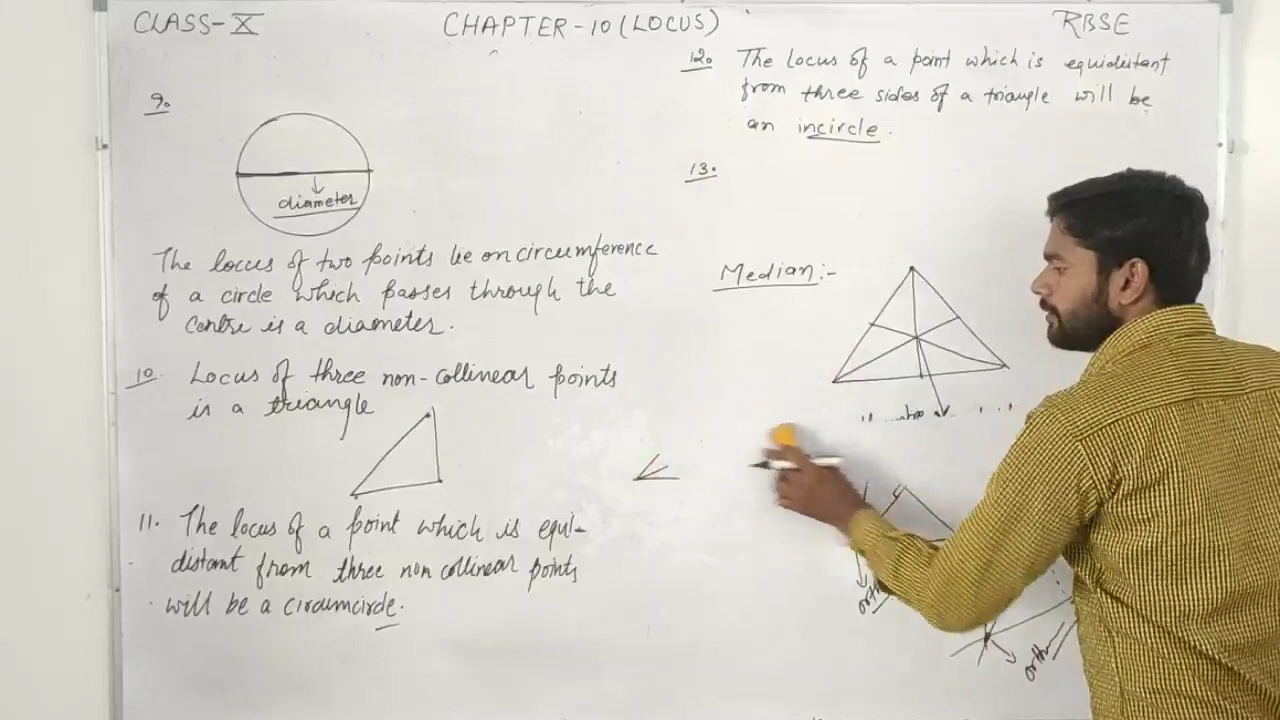 CLASS-X
CHAPTER-10 (LOCUS)
RBSE
9.
diameter
The locus of two points lie on circumference
of a circle which passes through the
centre is a diameter.
10. Locus of three non-collinear points
is a triangle
11. The locus of a point which is equi-
distant from three non collinear points
will be a circumcircle.
12. The locus of a point which is equidistant
from three sides of a triangle will be
an incircle.
13.
Median:-